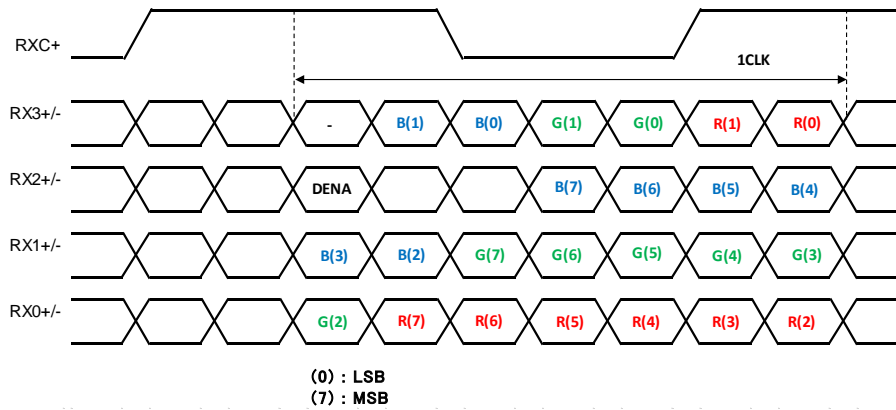 RXC+
1CLK
RX3+/- - B(1) B(0) G(1) G(0) R(1) R(0)
RX2+/- DENA B(7) B(6) B(5) B(4)
RX1+/- B(3) B(2) G(7) G(6) G(5) G(4) G(3)
RX0+/- G(2) R(7) R(6) R(5) R(4) R(3) R(2)
(0) : LSB
(7) : MSB